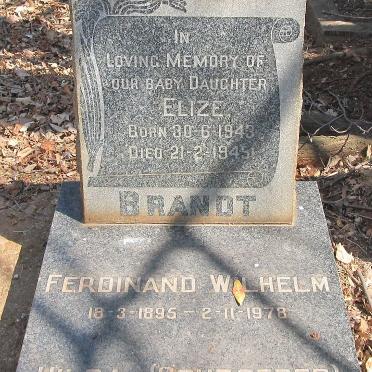 IN
LOVING MEMORY OF
OUR BABY DAUGHTER
ELIZE
BORN 30-6-1943
DIED 21-2-1945
BRANDT
FERDINAND WILHELM
18-3-1895 – 2-11-1978